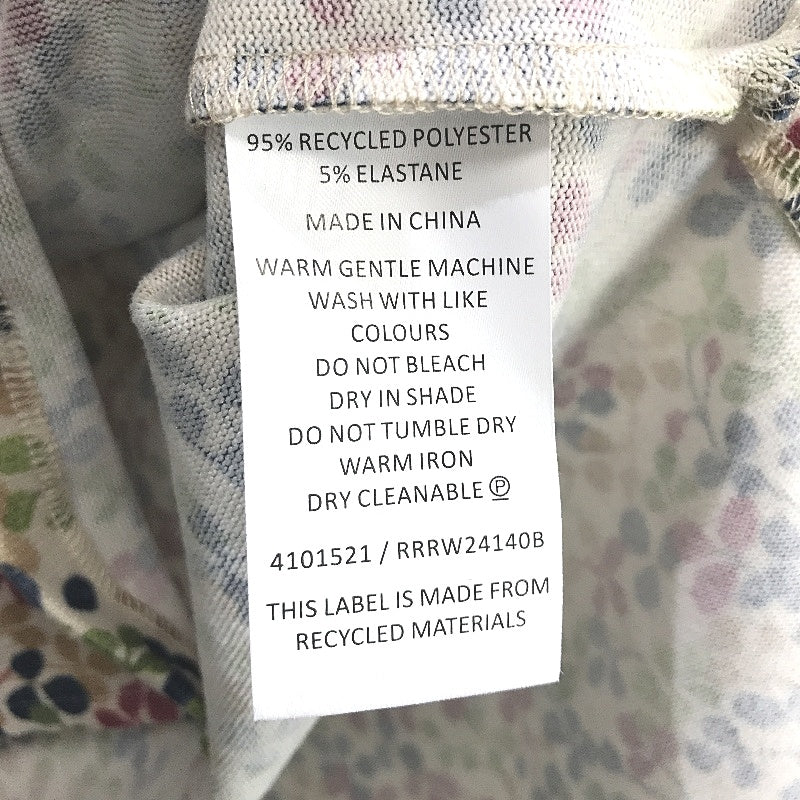 95% RECYCLED POLYESTER
5% ELASTANE
MADE IN CHINA
WARM GENTLE MACHINE
WASH WITH LIKE
COLOURS
DO NOT BLEACH
DRY IN SHADE
DO NOT TUMBLE DRY
WARM IRON
DRY CLEANABLE Ⓟ
4101521 / RRRW24140B
THIS LABEL IS MADE FROM
RECYCLED MATERIALS